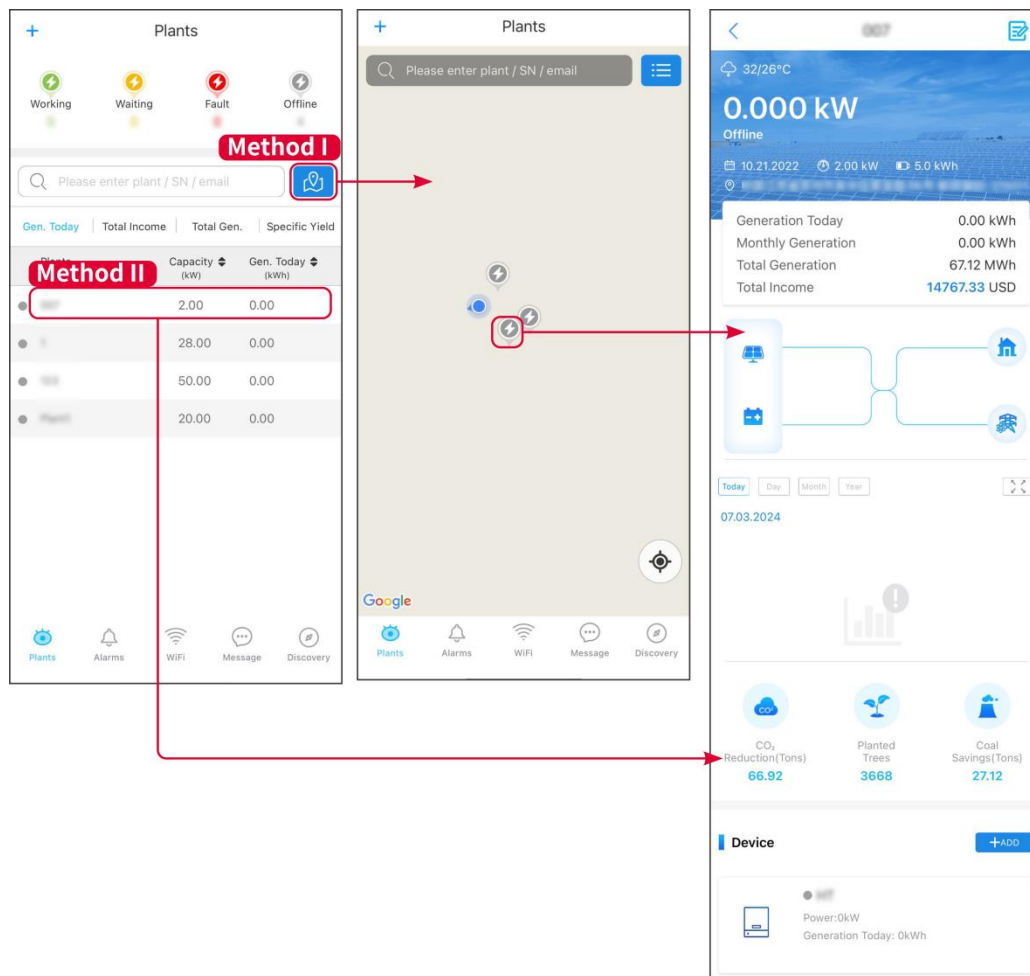 Plants
Working
Waiting
Fault
Offline
Method I
Please enter plant / SN / email
Gen. Today
Total Income
Total Gen.
Specific Yield
Plants
Capacity
(kW)
Gen. Today
(kWh)
Method II
2.00 0.00
28.00 0.00
50.00 0.00
20.00 0.00
Plants
Alarms
WiFi
Message
Discovery
Plants
Please enter plant / SN / email
Google
Plants
Alarms
WiFi
Message
Discovery
007
32/26°C
0.000 kW
Offline
10.21.2022 2.00 kW 5.0 kWh
Generation Today 0.00 kWh
Monthly Generation 0.00 kWh
Total Generation 67.12 MWh
Total Income 14767.33 USD
Today Day Month Year
07.03.2024
CO₂
Reduction(Tons)
66.92
Planted
Trees
3668
Coal
Savings(Tons)
27.12
Device
+ADD
Power:0kW
Generation Today: 0kWh